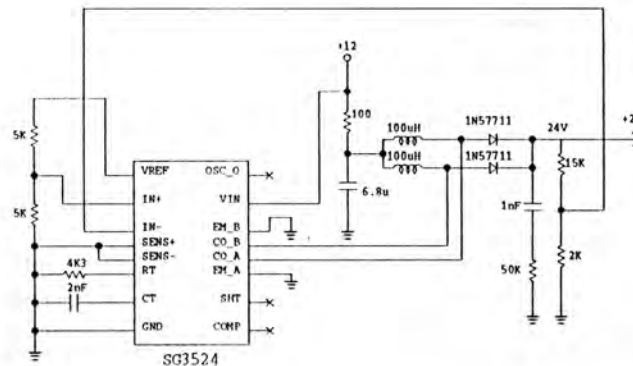 +12
100
1N57711
24V
+2
5K
100uH
100uH
1N57711
15K
VREF
OSC_O
IN+
VIN
6.8u
1nF
5K
IN-
EM_B
SENS+
CO_B
SENS-
CO_A
4K3
RT
EM_A
50K
2K
2nF
CT
SHT
GND
COMP
SG3524